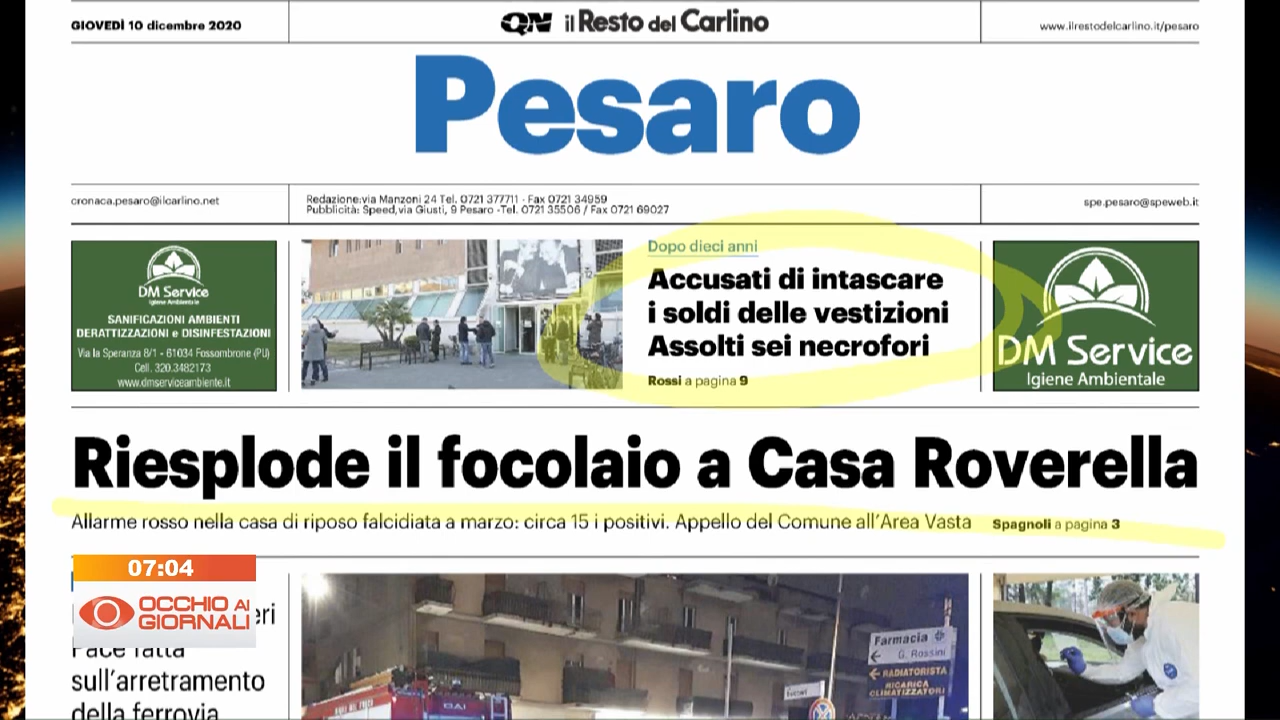 GIOVEDÌ 10 dicembre 2020
QN il Resto del Carlino
www.ilrestodelcarlino.it/pesaro
Pesaro
cronaca.pesaro@ilcarlino.net
Redazione: via Manzoni 24 Tel. 0721 377711 - Fax 0721 34959
Pubblicità: Speed, via Giusti, 9 Pesaro -Tel. 0721 35506 / Fax 0721 69027
spe.pesaro@speweb.it
DM Service
Igiene Ambientale
SANIFICAZIONI AMBIENTI
DERATTIZZAZIONI e DISINFESTAZIONI
Via la Speranza 8/1 - 61034 Fossombrone (PU)
Cell. 320.3482173
www.dmserviceambiente.it
Dopo dieci anni
Accusati di intascare
i soldi delle vestizioni
Assolti sei necrofori
Rossi a pagina 9
DM Service
Igiene Ambientale
Riesplode il focolaio a Casa Roverella
Allarme rosso nella casa di riposo falcidiata a marzo: circa 15 i positivi. Appello del Comune all'Area Vasta
Spagnoli a pagina 3
07:04
OCCHIO AI
GIORNALI
eri
Pace fatta
sull'arretramento
della ferrovia
Farmacia
G. Rossini
RADIATORISTA
RICARICA
CLIMATIZZATORI